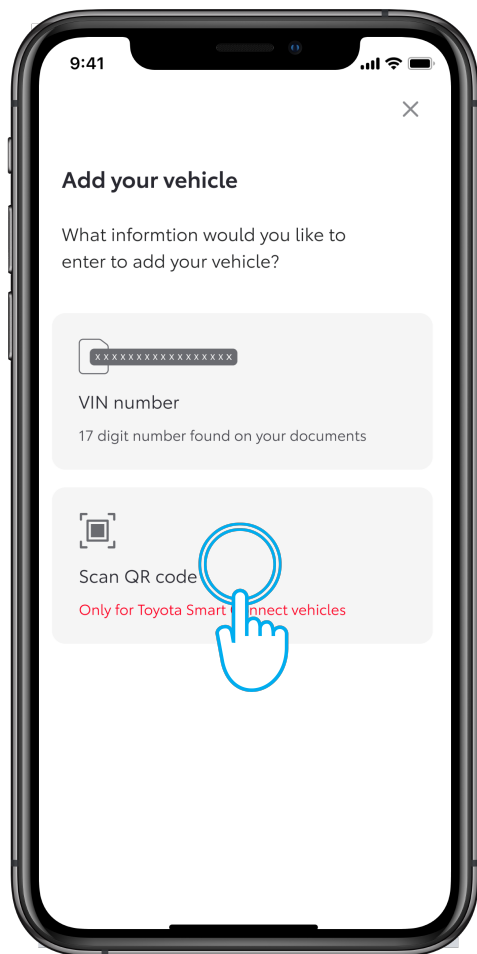 9:41
Add your vehicle
What informtion would you like to
enter to add your vehicle?
x x x x x x x x x x x x x x x x x
VIN number
17 digit number found on your documents
Scan QR code
Only for Toyota Smart Connect vehicles